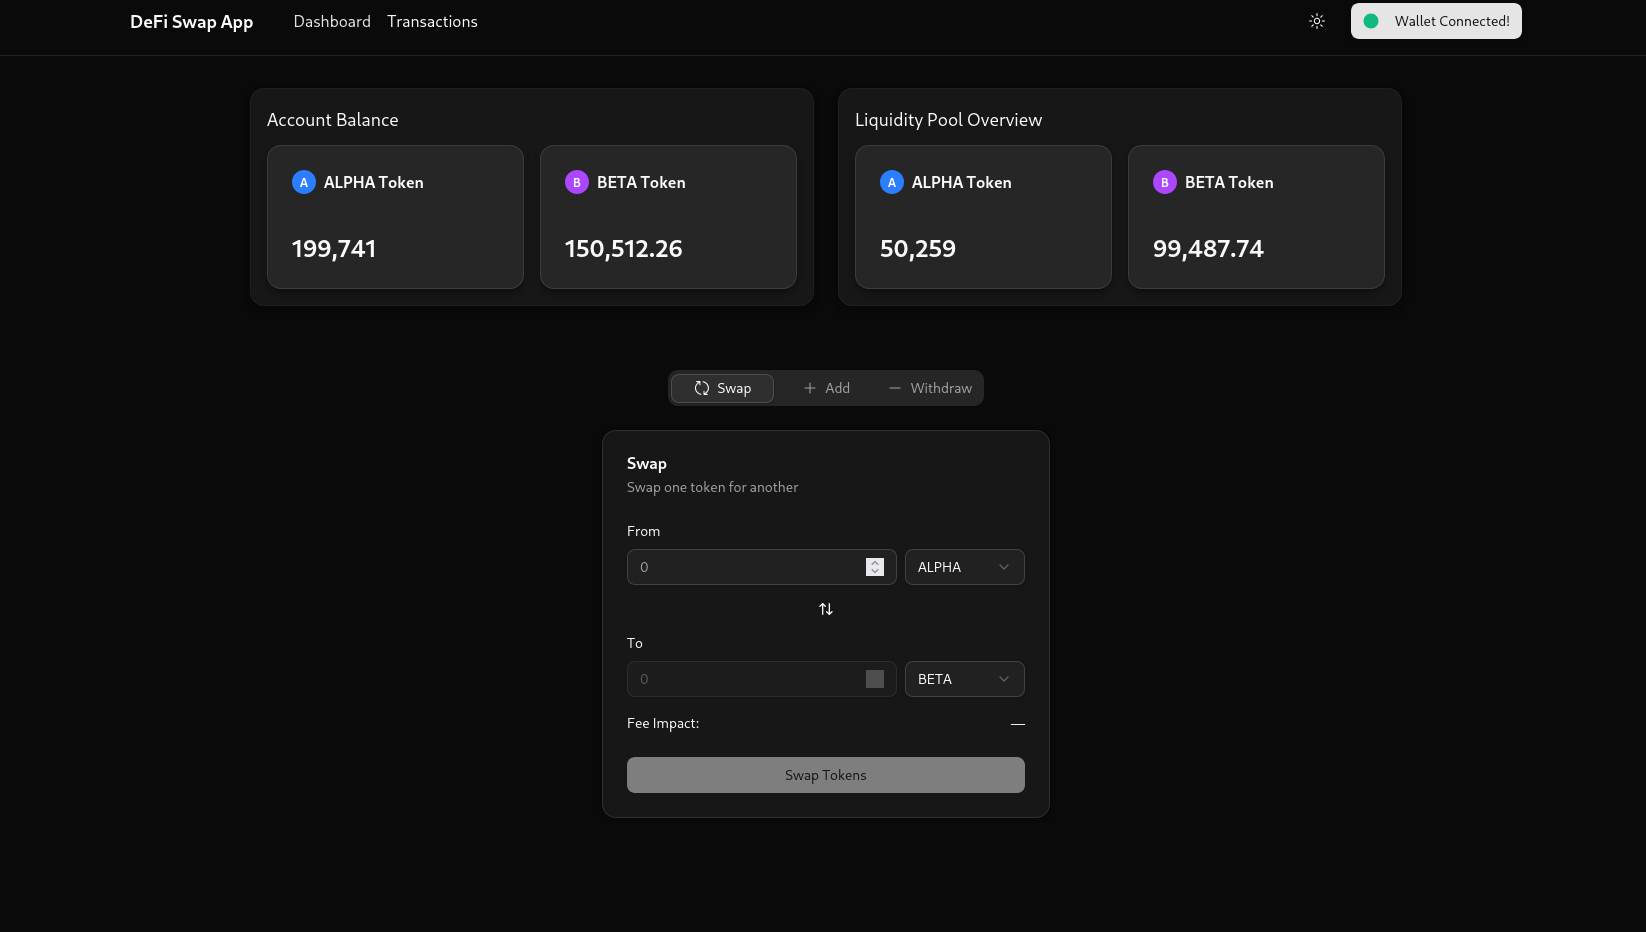 DeFi Swap App Dashboard Transactions Wallet Connected!
Account Balance
A ALPHA Token
199,741
B BETA Token
150,512.26
Liquidity Pool Overview
A ALPHA Token
50,259
B BETA Token
99,487.74
Swap Add Withdraw
Swap
Swap one token for another
From
0 ALPHA
To
0 BETA
Fee Impact: —
Swap Tokens